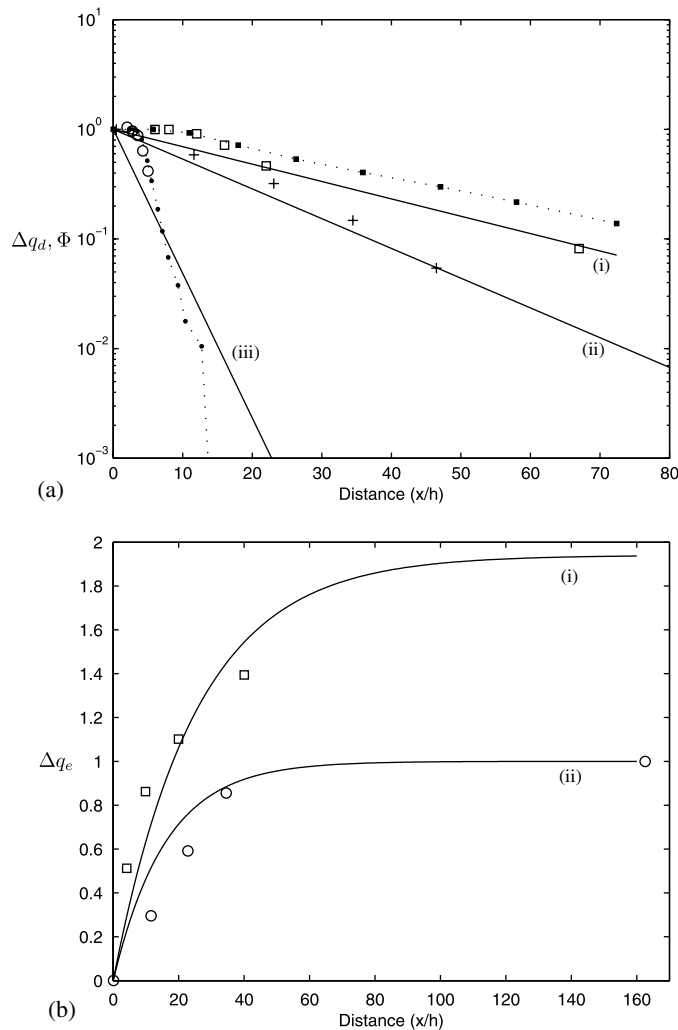 10^1
10^0
Δq_d, Φ
10^-1
(i)
10^-2
(iii)
(ii)
10^-3
0 10 20 30 40 50 60 70 80
(a)
Distance (x/h)
2
1.8
(i)
1.6
1.4
1.2
Δq_e
1
(ii)
0.8
0.6
0.4
0.2
0
0 20 40 60 80 100 120 140 160
(b)
Distance (x/h)